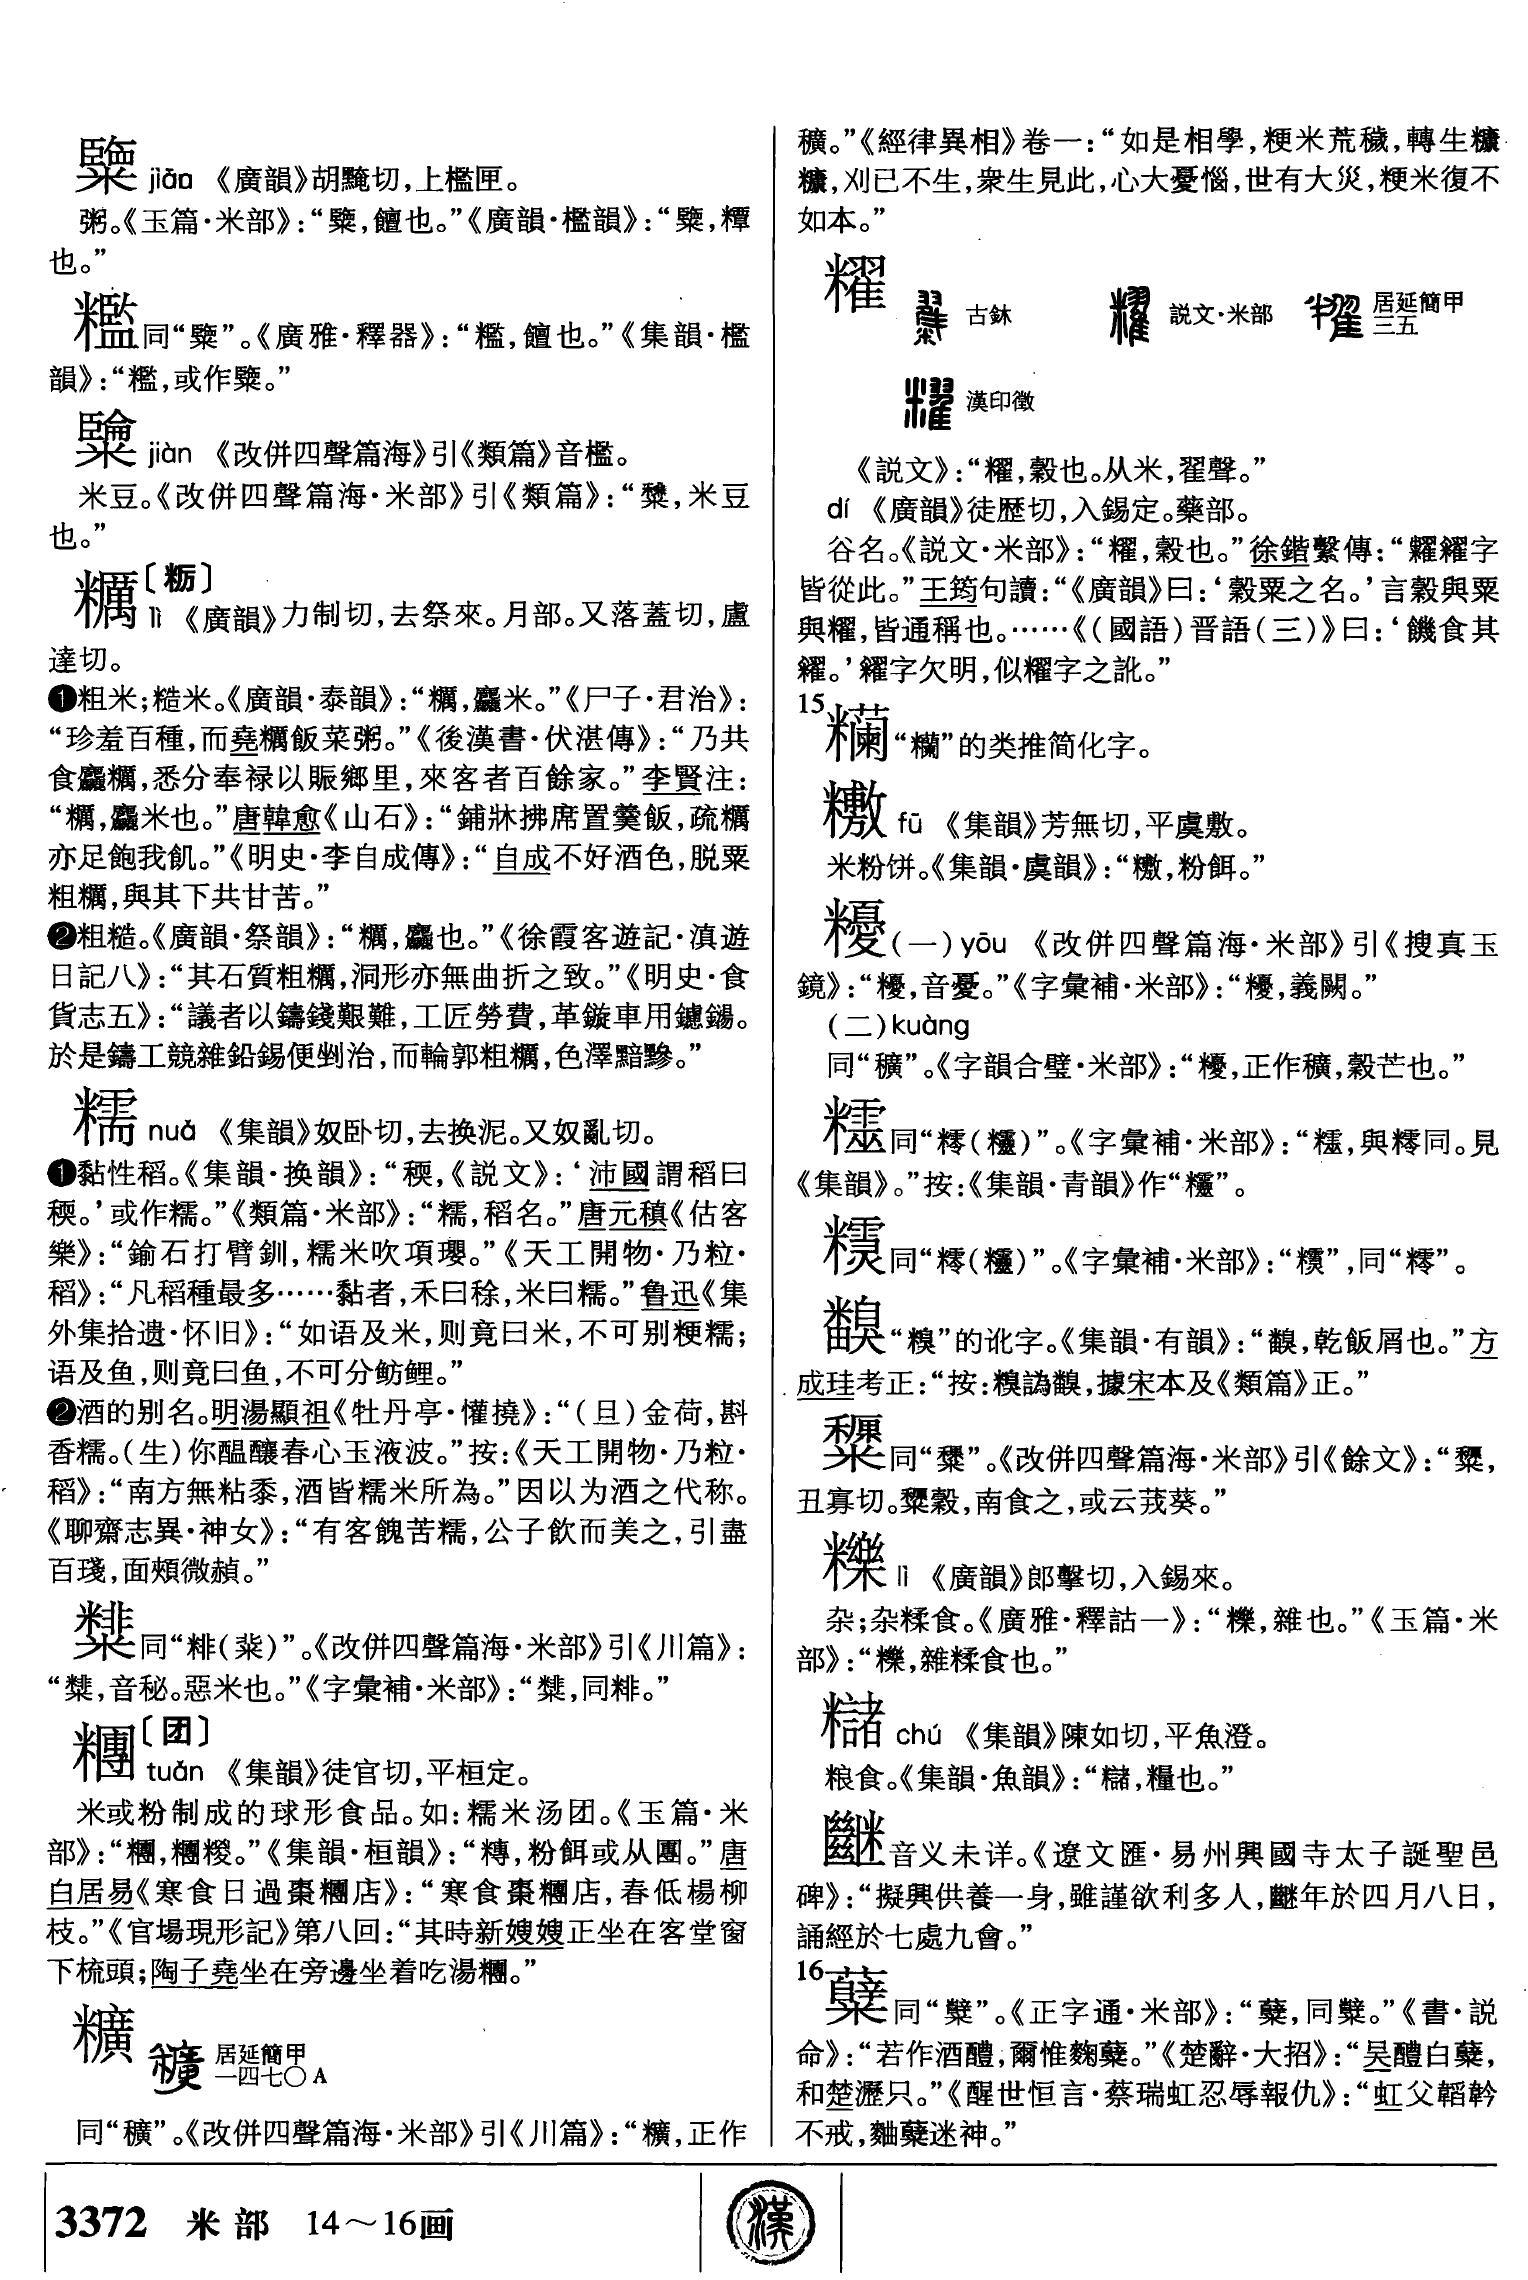 jiǎn 《廣韻》胡黤切，上檻匣。
粥。《玉篇·米部》：“䉷，饘也。”《廣韻·檻韻》：“䉷，糫
也。”
糮同“䉷”。《廣雅·釋器》：“糮，饘也。”《集韻·檻
韻》：“糮，或作䉷。”
jiàn 《改併四聲篇海》引《類篇》音檻。
米豆。《改併四聲篇海·米部》引《類篇》：“，米豆
也。”
糲〔粝〕
lì 《廣韻》力制切，去祭來。月部。又落蓋切，盧
達切。
❶粗米；糙米。《廣韻·泰韻》：“糲，麤米。”《尸子·君治》：
“珍羞百種，而堯糲飯菜粥。”《後漢書·伏湛傳》：“乃共
食麤糲，悉分奉禄以賑鄉里，來客者百餘家。”李賢注：
“糲，麤米也。”唐韓愈《山石》：“鋪牀拂席置羹飯，疏糲
亦足飽我飢。”《明史·李自成傳》：“自成不好酒色，脱粟
粗糲，與其下共甘苦。”
❷粗糙。《廣韻·祭韻》：“糲，麤也。”《徐霞客遊記·滇遊
日記八》：“其石質粗糲，洞形亦無曲折之致。”《明史·食
貨志五》：“議者以鑄錢艱難，工匠勞費，革鏇車用鑢鐋。
於是鑄工競雜鉛錫便剉治，而輪郭粗糲，色澤黯黲。”
糯 nuò 《集韻》奴卧切，去换泥。又奴亂切。
❶黏性稻。《集韻·换韻》：“稬，《説文》：‘沛國謂稻曰
稬。’或作糯。”《類篇·米部》：“糯，稻名。”唐元稹《估客
樂》：“鍮石打臂釧，糯米吹項瓔。”《天工開物·乃粒·
稻》：“凡稻種最多……黏者，禾曰稌，米曰糯。”鲁迅《集
外集拾遗·怀旧》：“如语及米，则竟曰米，不可别粳糯；
语及鱼，则竟曰鱼，不可分鲂鲤。”
❷酒的别名。明湯顯祖《牡丹亭·懽撓》：“（旦）金荷，斟
香糯。（生）你醖釀春心玉液波。”按：《天工開物·乃粒·
稻》：“南方無粘黍，酒皆糯米所為。”因以为酒之代称。
《聊齋志異·神女》：“有客餽苦糯，公子飲而美之，引盡
百琖，面頰微赬。”
同“粃（粊）”。《改併四聲篇海·米部》引《川篇》：
“，音秘。惡米也。”《字彙補·米部》：“，同。”
糰〔团〕
tuán 《集韻》徒官切，平桓定。
米或粉制成的球形食品。如：糯米汤团。《玉篇·米
部》：“糰，糰糉。”《集韻·桓韻》：“䊜，粉餌或从團。”唐
白居易《寒食日過棗糰店》：“寒食棗糰店，春低楊柳
枝。”《官場現形記》第八回：“其時新嫂嫂正坐在客堂窗
下梳頭；陶子堯坐在旁邊坐着吃湯糰。”
穬 居延簡甲
一四七〇A
同“穬”。《改併四聲篇海·米部》引《川篇》：“，正作
穬。”《經律異相》卷一：“如是相學，粳米荒穢，轉生糠
糠，刈已不生，衆生見此，心大憂惱，世有大災，粳米復不
如本。”
糴 古鉨 説文·米部 居延簡甲
三五
漢印徵
《説文》：“糴，穀也。从米，翟聲。”
dí 《廣韻》徒歷切，入錫定。藥部。
谷名。《説文·米部》：“糴，穀也。”徐鍇繫傳：“糶糴字
皆從此。”王筠句讀：“《廣韻》曰：‘穀粟之名。’言穀與粟
與糴，皆通稱也。……《（國語）晋語（三）》曰：‘饑食其
糴。’糴字欠明，似糴字之訛。”
15
“糷”的类推简化字。
fū 《集韻》芳無切，平虞敷。
米粉饼。《集韻·虞韻》：“，粉餌。”
（一）yōu 《改併四聲篇海·米部》引《搜真玉
鏡》：“，音憂。”《字彙補·米部》：“，義闕。”
（二）kuàng
同“穬”。《字韻合璧·米部》：“，正作穬，穀芒也。”
同“（）”。《字彙補·米部》：“，與同。見
《集韻》。”按：《集韻·青韻》作“”。
同“（）”。《字彙補·米部》：“”，同“”。
“糗”的讹字。《集韻·有韻》：“，乾飯屑也。”方
成珪考正：“按：糗譌，據宋本及《類篇》正。”
同“”。《改併四聲篇海·米部》引《餘文》：“，
丑寡切。穀，南食之，或云茙葵。”
lì 《廣韻》郎擊切，入錫來。
杂；杂糅食。《廣雅·釋詁一》：“，雜也。”《玉篇·米
部》：“，雜糅食也。”
chú 《集韻》陳如切，平魚澄。
粮食。《集韻·魚韻》：“，糧也。”
音义未详。《遼文匯·易州興國寺太子誕聖邑
碑》：“擬興供養一身，雖謹欲利多人，年於四月八日，
誦經於七處九會。”
16
糱同“糵”。《正字通·米部》：“蘖，同糵。”《書·説
命》：“若作酒醴，爾惟麴蘖。”《楚辭·大招》：“吴醴白蘖，
和楚瀝只。”《醒世恒言·蔡瑞虹忍辱報仇》：“虹父韜鈐
不戒，麯蘖迷神。”
3372 米部 14～16画
漢